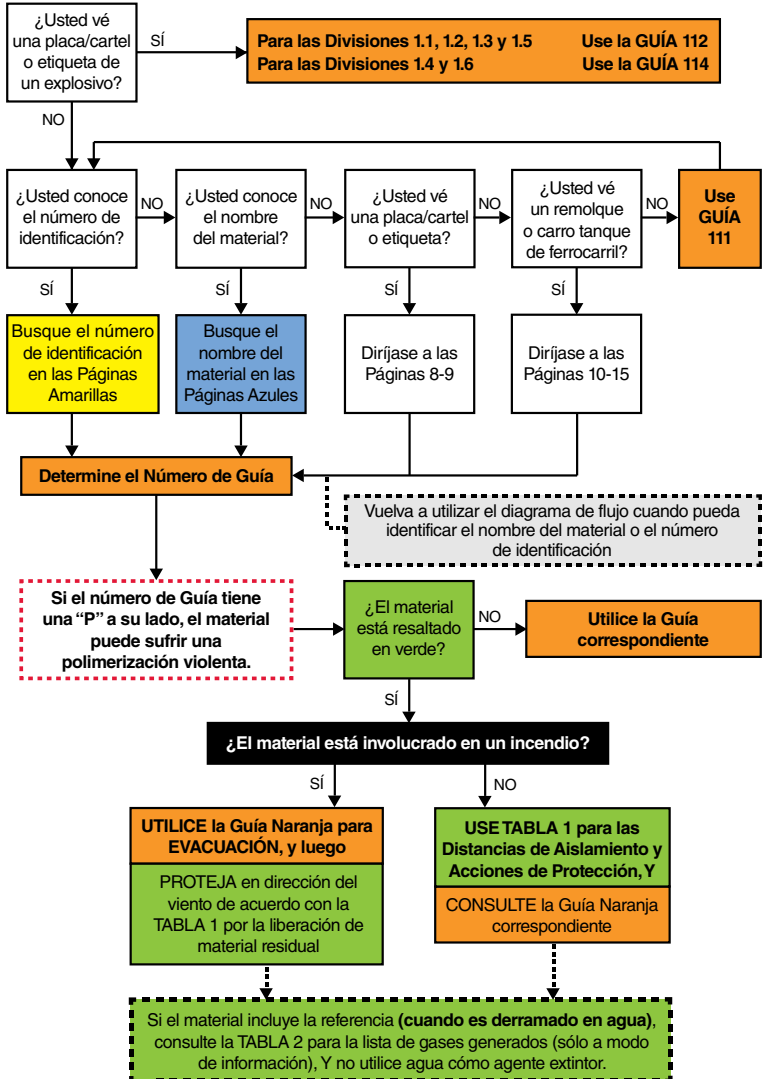 ¿Usted vé
una placa/cartel
o etiqueta de
un explosivo?
SÍ
Para las Divisiones 1.1, 1.2, 1.3 y 1.5 Use la GUÍA 112
Para las Divisiones 1.4 y 1.6 Use la GUÍA 114
NO
¿Usted conoce
el número de
identificación?
NO
¿Usted conoce
el nombre
del material?
NO
¿Usted vé
una placa/cartel
o etiqueta?
NO
¿Usted vé
un remolque
o carro tanque
de ferrocarril?
NO
Use
GUÍA
111
SÍ
SÍ
SÍ
SÍ
Busque el número
de identificación
en las Páginas
Amarillas
Busque el
nombre del
material en las
Páginas Azules
Diríjase a las
Páginas 8-9
Diríjase a las
Páginas 10-15
Determine el Número de Guía
Vuelva a utilizar el diagrama de flujo cuando pueda
identificar el nombre del material o el número
de identificación
Si el número de Guía tiene
una “P” a su lado, el material
puede sufrir una
polimerización violenta.
¿El material
está resaltado
en verde?
NO
Utilice la Guía
correspondiente
SÍ
¿El material está involucrado en un incendio?
SÍ
NO
UTILICE la Guía Naranja para
EVACUACIÓN, y luego
PROTEJA en dirección del
viento de acuerdo con la
TABLA 1 por la liberación de
material residual
USE TABLA 1 para las
Distancias de Aislamiento y
Acciones de Protección, Y
CONSULTE la Guía Naranja
correspondiente
Si el material incluye la referencia (cuando es derramado en agua),
consulte la TABLA 2 para la lista de gases generados (sólo a modo
de información), Y no utilice agua cómo agente extintor.